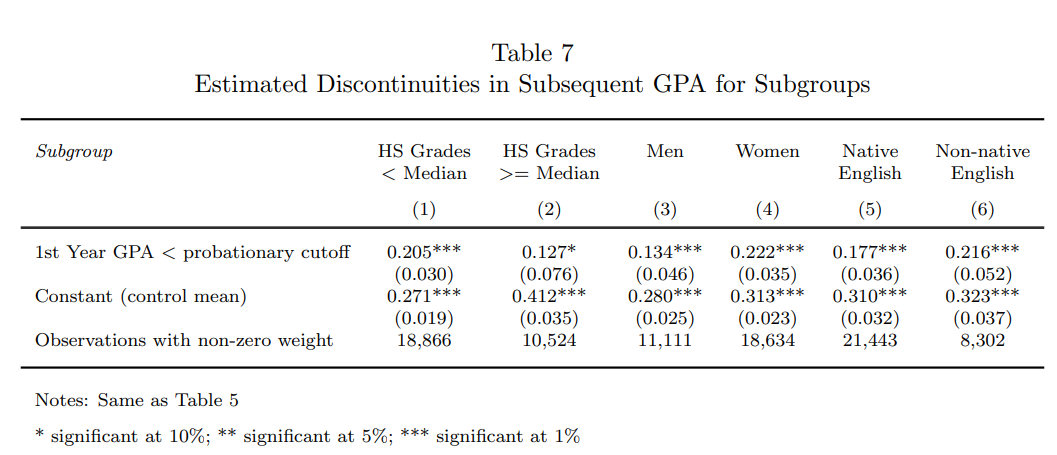 Table 7
Estimated Discontinuities in Subsequent GPA for Subgroups
Subgroup HS Grades HS Grades Men Women Native Non-native
< Median >= Median English English
(1) (2) (3) (4) (5) (6)
1st Year GPA < probationary cutoff 0.205*** 0.127* 0.134*** 0.222*** 0.177*** 0.216***
(0.030) (0.076) (0.046) (0.035) (0.036) (0.052)
Constant (control mean) 0.271*** 0.412*** 0.280*** 0.313*** 0.310*** 0.323***
(0.019) (0.035) (0.025) (0.023) (0.032) (0.037)
Observations with non-zero weight 18,866 10,524 11,111 18,634 21,443 8,302
Notes: Same as Table 5
* significant at 10%; ** significant at 5%; *** significant at 1%